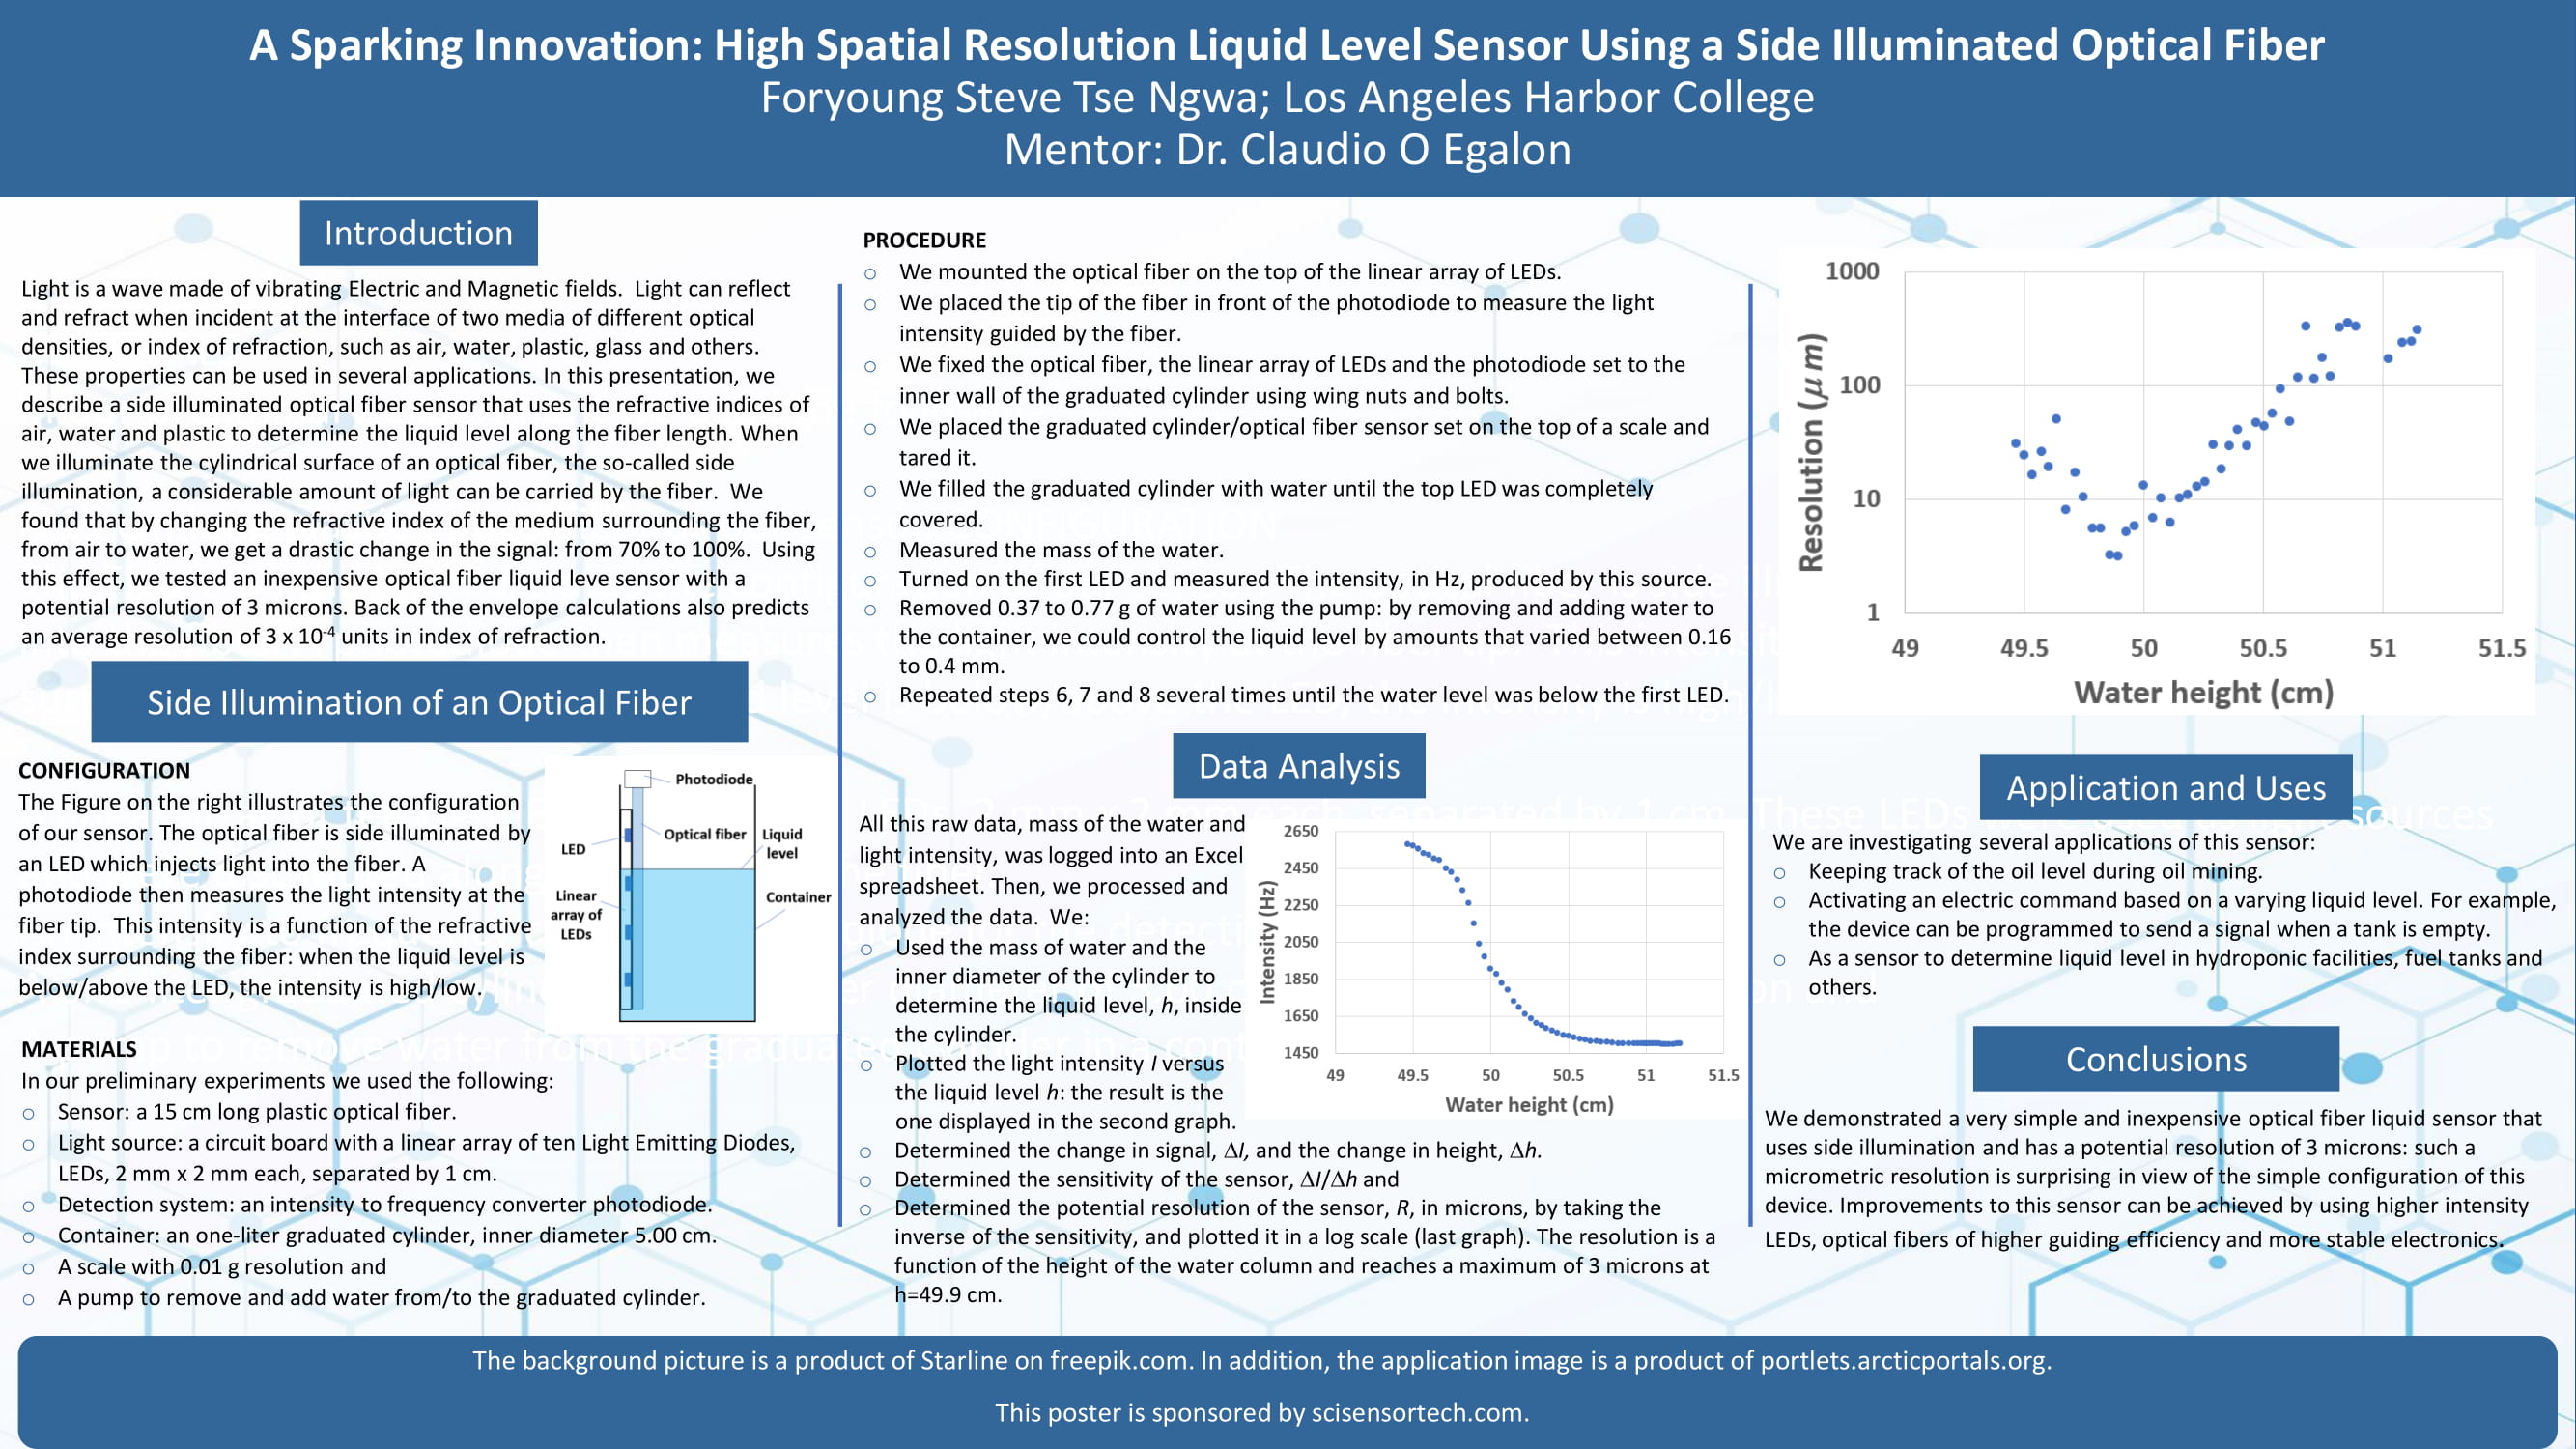 A Sparking Innovation: High Spatial Resolution Liquid Level Sensor Using a Side Illuminated Optical Fiber
Foryoung Steve Tse Ngwa; Los Angeles Harbor College
Mentor: Dr. Claudio O Egalon
Introduction
Light is a wave made of vibrating Electric and Magnetic fields.  Light can reflect
and refract when incident at the interface of two media of different optical
densities, or index of refraction, such as air, water, plastic, glass and others.
These properties can be used in several applications. In this presentation, we
describe a side illuminated optical fiber sensor that uses the refractive indices of
air, water and plastic to determine the liquid level along the fiber length. When
we illuminate the cylindrical surface of an optical fiber, the so-called side
illumination, a considerable amount of light can be carried by the fiber.  We
found that by changing the refractive index of the medium surrounding the fiber,
from air to water, we get a drastic change in the signal: from 70% to 100%.  Using
this effect, we tested an inexpensive optical fiber liquid leve sensor with a
potential resolution of 3 microns. Back of the envelope calculations also predicts
an average resolution of 3 x 10-4 units in index of refraction.
Side Illumination of an Optical Fiber
CONFIGURATION
The Figure on the right illustrates the configuration
of our sensor. The optical fiber is side illuminated by
an LED which injects light into the fiber. A
photodiode then measures the light intensity at the
fiber tip.  This intensity is a function of the refractive
index surrounding the fiber: when the liquid level is
below/above the LED, the intensity is high/low.
Photodiode
Optical fiber
Liquid
level
LED
Linear
array of
LEDs
Container
MATERIALS
In our preliminary experiments we used the following:
o Sensor: a 15 cm long plastic optical fiber.
o Light source: a circuit board with a linear array of ten Light Emitting Diodes,
LEDs, 2 mm x 2 mm each, separated by 1 cm.
o Detection system: an intensity to frequency converter photodiode.
o Container: an one-liter graduated cylinder, inner diameter 5.00 cm.
o A scale with 0.01 g resolution and
o A pump to remove and add water from/to the graduated cylinder.
PROCEDURE
o We mounted the optical fiber on the top of the linear array of LEDs.
o We placed the tip of the fiber in front of the photodiode to measure the light
intensity guided by the fiber.
o We fixed the optical fiber, the linear array of LEDs and the photodiode set to the
inner wall of the graduated cylinder using wing nuts and bolts.
o We placed the graduated cylinder/optical fiber sensor set on the top of a scale and
tared it.
o We filled the graduated cylinder with water until the top LED was completely
covered.
o Measured the mass of the water.
o Turned on the first LED and measured the intensity, in Hz, produced by this source.
o Removed 0.37 to 0.77 g of water using the pump: by removing and adding water to
the container, we could control the liquid level by amounts that varied between 0.16
to 0.4 mm.
o Repeated steps 6, 7 and 8 several times until the water level was below the first LED.
Data Analysis
All this raw data, mass of the water and
light intensity, was logged into an Excel
spreadsheet. Then, we processed and
analyzed the data.  We:
o Used the mass of water and the
inner diameter of the cylinder to
determine the liquid level, h, inside
the cylinder.
o Plotted the light intensity I versus
the liquid level h: the result is the
one displayed in the second graph.
o Determined the change in signal, ΔI, and the change in height, Δh.
o Determined the sensitivity of the sensor, ΔI/Δh and
o Determined the potential resolution of the sensor, R, in microns, by taking the
inverse of the sensitivity, and plotted it in a log scale (last graph). The resolution is a
function of the height of the water column and reaches a maximum of 3 microns at
h=49.9 cm.
Intensity (Hz)
2650
2450
2250
2050
1850
1650
1450
49 49.5 50 50.5 51 51.5
Water height (cm)
Resolution (μ m)
1000
100
10
1
49 49.5 50 50.5 51 51.5
Water height (cm)
Application and Uses
We are investigating several applications of this sensor:
o Keeping track of the oil level during oil mining.
o Activating an electric command based on a varying liquid level. For example,
the device can be programmed to send a signal when a tank is empty.
o As a sensor to determine liquid level in hydroponic facilities, fuel tanks and
others.
Conclusions
We demonstrated a very simple and inexpensive optical fiber liquid sensor that
uses side illumination and has a potential resolution of 3 microns: such a
micrometric resolution is surprising in view of the simple configuration of this
device. Improvements to this sensor can be achieved by using higher intensity
LEDs, optical fibers of higher guiding efficiency and more stable electronics.
The background picture is a product of Starline on freepik.com. In addition, the application image is a product of portlets.arcticportals.org.
This poster is sponsored by scisensortech.com.